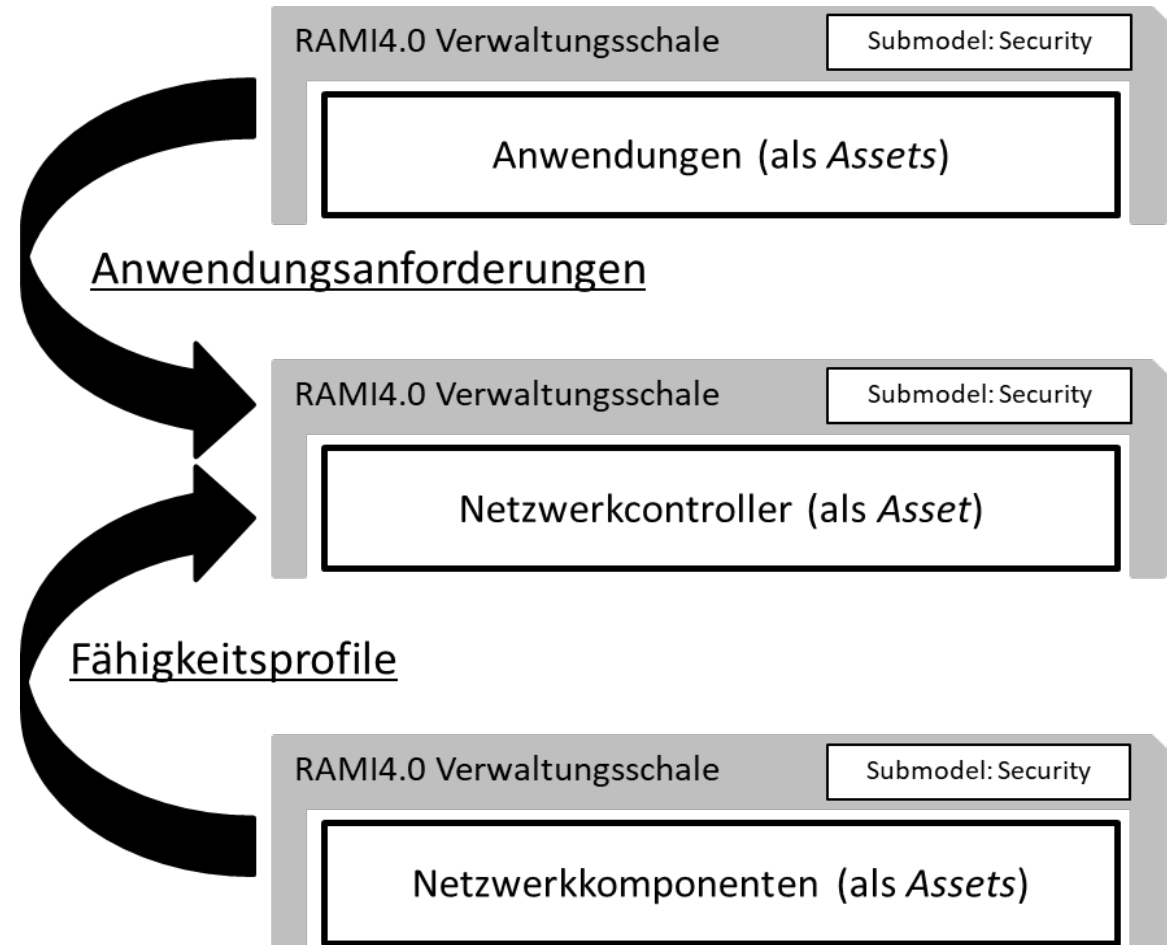 RAMI4.0 Verwaltungsschale
Submodel: Security
Anwendungen (als Assets)
Anwendungsanforderungen
RAMI4.0 Verwaltungsschale
Submodel: Security
Netzwerkcontroller (als Asset)
Fähigkeitsprofile
RAMI4.0 Verwaltungsschale
Submodel: Security
Netzwerkkomponenten (als Assets)